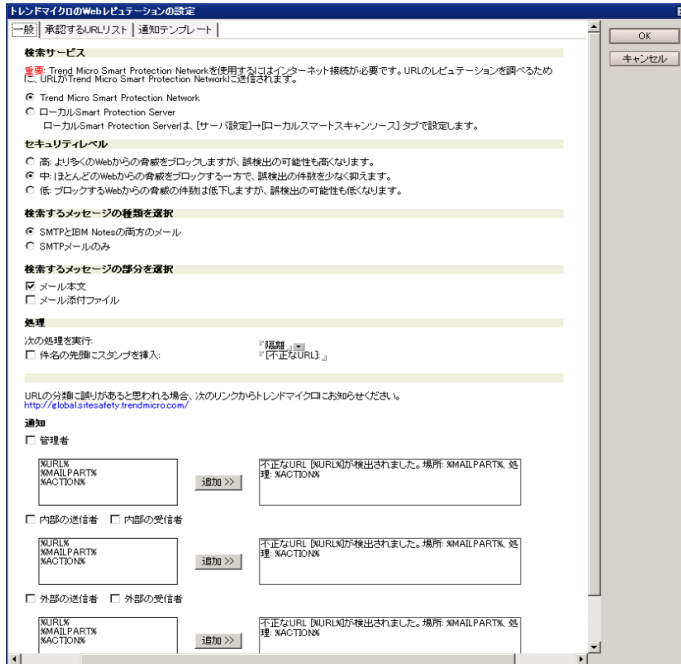 トレンドマイクロのWebレピュテーションの設定
一般 承認するURLリスト 通知テンプレート
OK
キャンセル
検索サービス
重要: Trend Micro Smart Protection Networkを使用するにはインターネット接続が必要です。URLのレピュテーションを調べるため
に、URLがTrend Micro Smart Protection Networkに送信されます。
Trend Micro Smart Protection Network
ローカルSmart Protection Server
ローカルSmart Protection Serverは、[サーバ設定]→[ローカルスマートスキャンソース] タブで設定します。
セキュリティレベル
高: より多くのWebからの脅威をブロックしますが、誤検出の可能性も高くなります。
中: ほとんどのWebからの脅威をブロックする一方で、誤検出の件数を少なく抑えます。
低: ブロックするWebからの脅威の件数は低下しますが、誤検出の可能性も低くなります。
検索するメッセージの種類を選択
SMTPとIBM Notesの両方のメール
SMTPメールのみ
検索するメッセージの部分を選択
メール本文
メール添付ファイル
処理
次の処理を実行: 『隔離 』
件名の先頭にスタンプを挿入: 『[不正なURL]: 』
URLの分類に誤りがあると思われる場合、次のリンクからトレンドマイクロにお知らせください。
http://global.sitesafety.trendmicro.com/
通知
管理者
%URL%
%MAILPART%
%ACTION%
追加 >>
不正なURL [%URL%]が検出されました。場所: %MAILPART%、処
理: %ACTION%
内部の送信者 内部の受信者
%URL%
%MAILPART%
%ACTION%
追加 >>
不正なURL [%URL%]が検出されました。場所: %MAILPART%、処
理: %ACTION%
外部の送信者 外部の受信者
%URL%
%MAILPART%
%ACTION%
追加 >>
不正なURL [%URL%]が検出されました。場所: %MAILPART%、処
理: %ACTION%